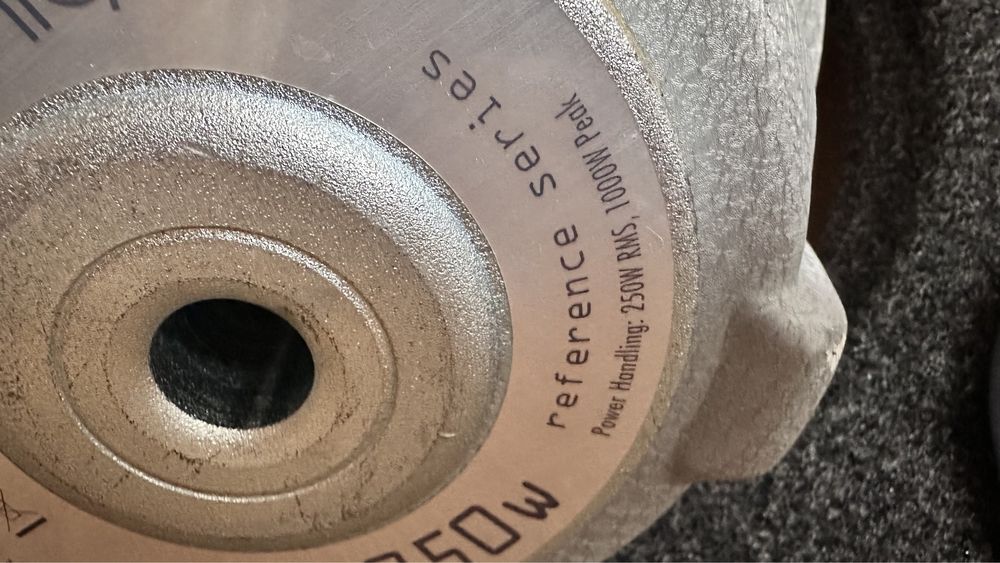 reference series
Power Handling: 250W RMS, 1000W Peak
250w